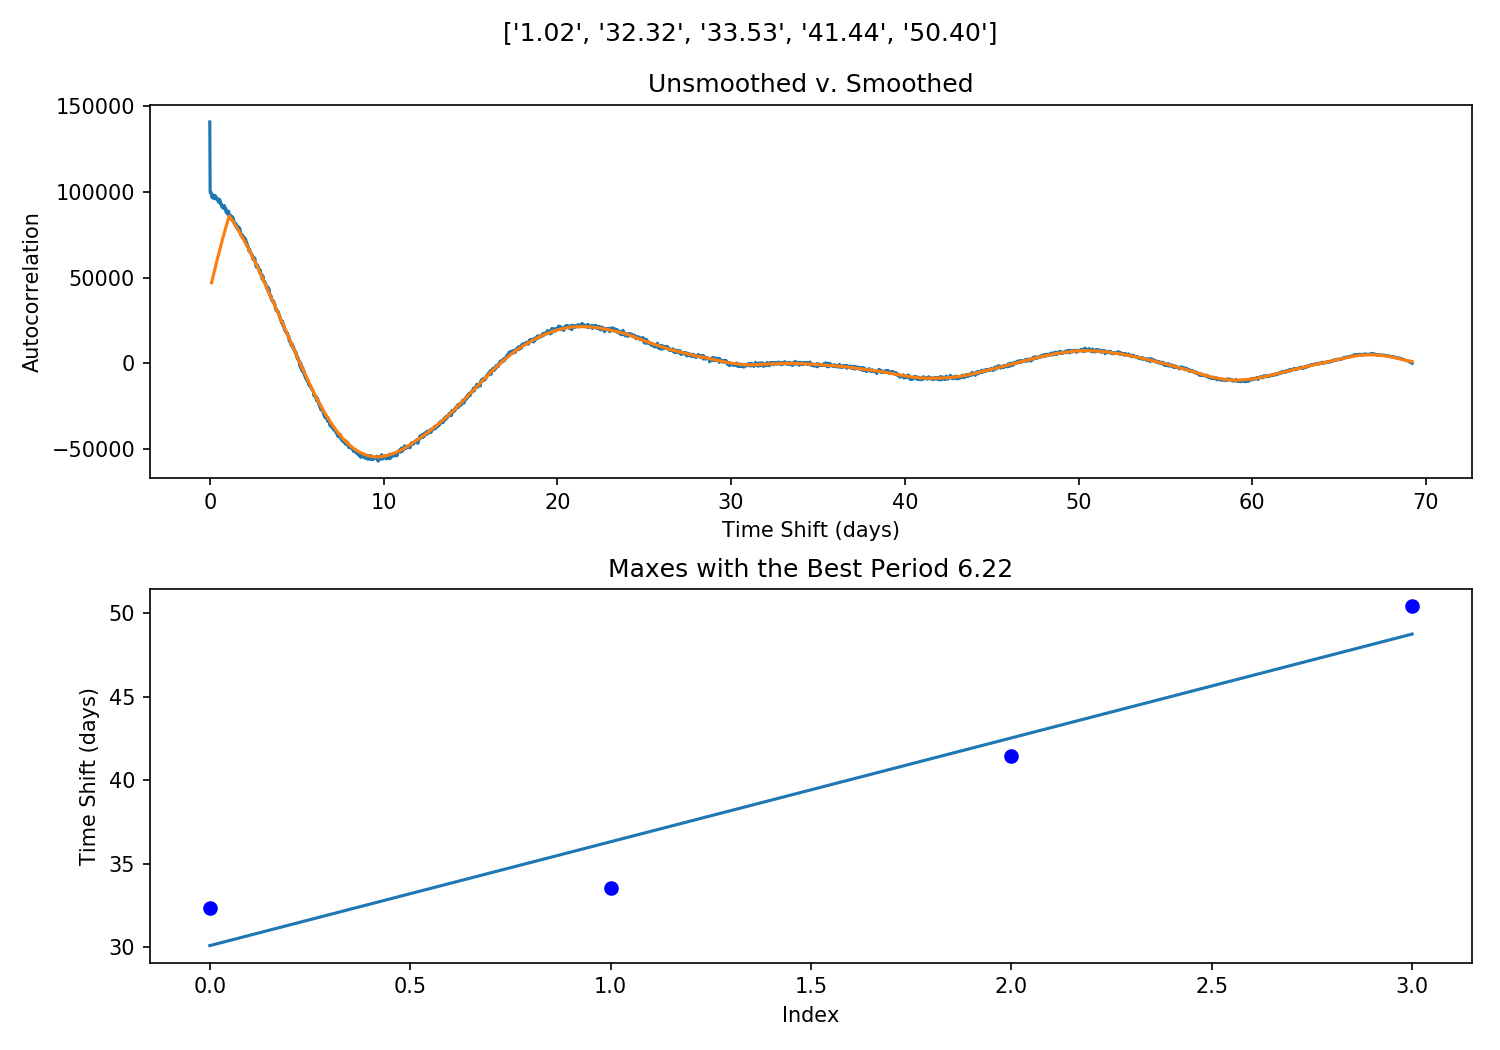 ['1.02', '32.32', '33.53', '41.44', '50.40']
Unsmoothed v. Smoothed
150000
100000
50000
0
−50000
Autocorrelation
0 10 20 30 40 50 60 70
Time Shift (days)
Maxes with the Best Period 6.22
50
45
40
35
30
Time Shift (days)
0.0 0.5 1.0 1.5 2.0 2.5 3.0
Index